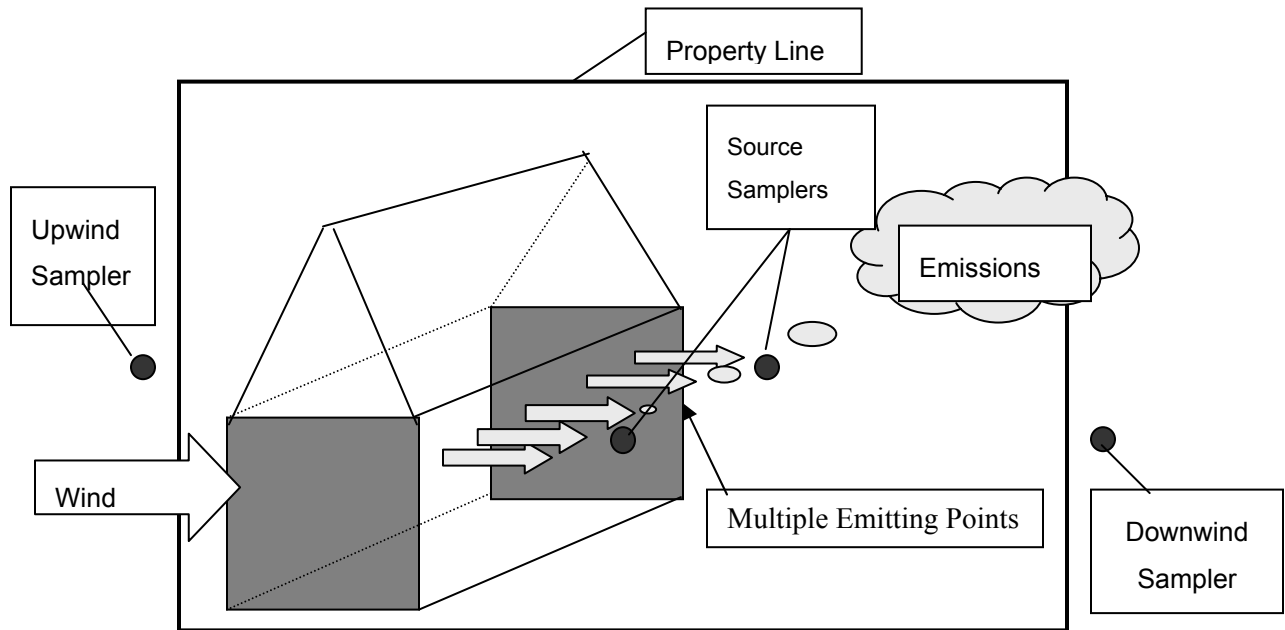 Property Line
Source
Samplers
Upwind
Sampler
Emissions
Wind
Multiple Emitting Points
Downwind
Sampler